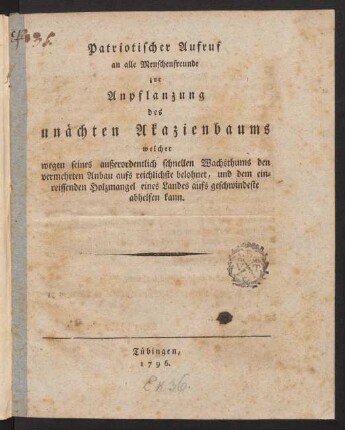 Patriotischer Aufruf
an alle Menschenfreunde
zur
Anpflanzung
des
unächten Akazienbaums
welcher
wegen seines außerordentlich schnellen Wachsthums den
vermehrten Anbau aufs reichlichste belohnet, und dem ein-
reissenden Holzmangel eines Landes aufs geschwindeste
abhelfen kann.
Tübingen,
1796.